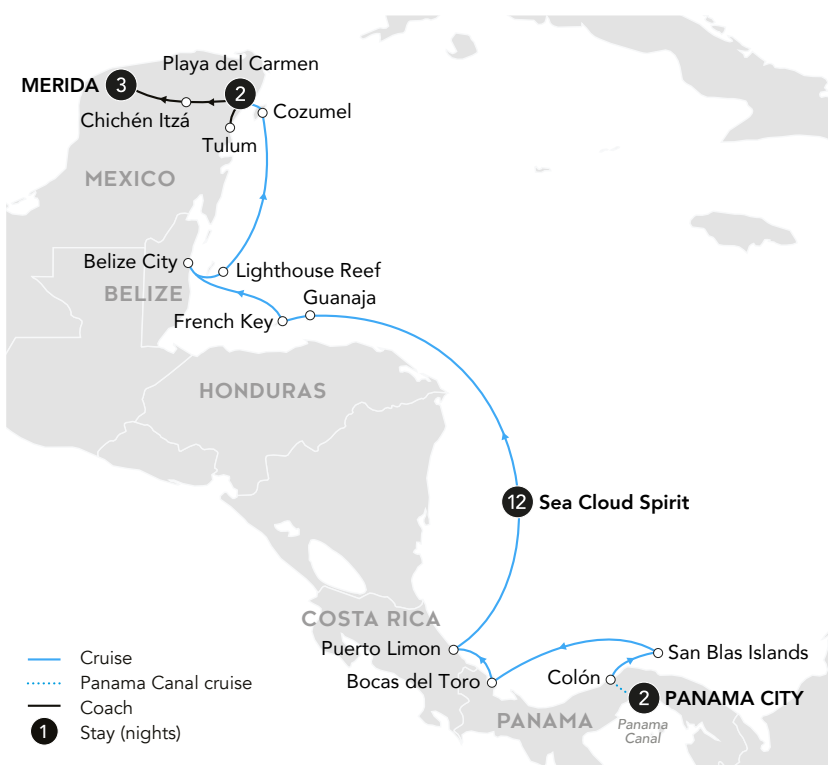 Playa del Carmen
MERIDA 3
2
Cozumel
Chichén Itzá
Tulum
MEXICO
Belize City
Lighthouse Reef
BELIZE
Guanaja
French Key
HONDURAS
12 Sea Cloud Spirit
COSTA RICA
Puerto Limon
San Blas Islands
Bocas del Toro
Colón
2 PANAMA CITY
PANAMA
Panama
Canal
Cruise
Panama Canal cruise
Coach
1 Stay (nights)